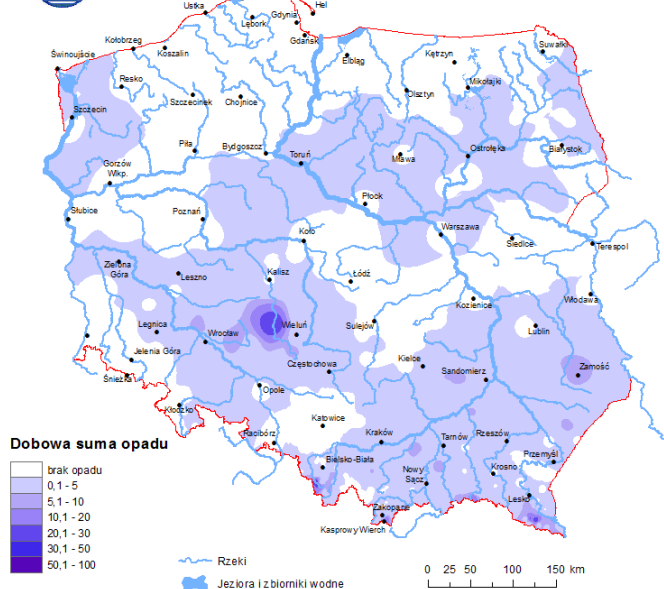 Ustka
Hel
Lębork
Gdynia
Gdańsk
Kołobrzeg
Koszalin
Świnoujście
Elbląg
Kętrzyn
Suwałki
Resko
Szczecinek
Chojnice
Olsztyn
Mikołajki
Szczecin
Piła
Bydgoszcz
Toruń
Mława
Ostrołęka
Białystok
Gorzów
Wlkp.
Płock
Słubice
Poznań
Koło
Warszawa
Siedlce
Terespol
Zielona
Góra
Leszno
Kalisz
Łódź
Kozienice
Włodawa
Legnica
Wrocław
Wieluń
Sulejów
Lublin
Jelenia Góra
Śnieżka
Częstochowa
Kielce
Sandomierz
Zamość
Opole
Kłodzko
Katowice
Racibórz
Kraków
Tarnów
Rzeszów
Przemyśl
Bielsko-Biała
Nowy
Sącz
Krosno
Lesko
Zakopane
Kasprowy Wierch
Dobowa suma opadu
brak opadu
0,1 - 5
5,1 - 10
10,1 - 20
20,1 - 30
30,1 - 50
50,1 - 100
Rzeki
Jeziora i zbiorniki wodne
0 25 50 100 150 km